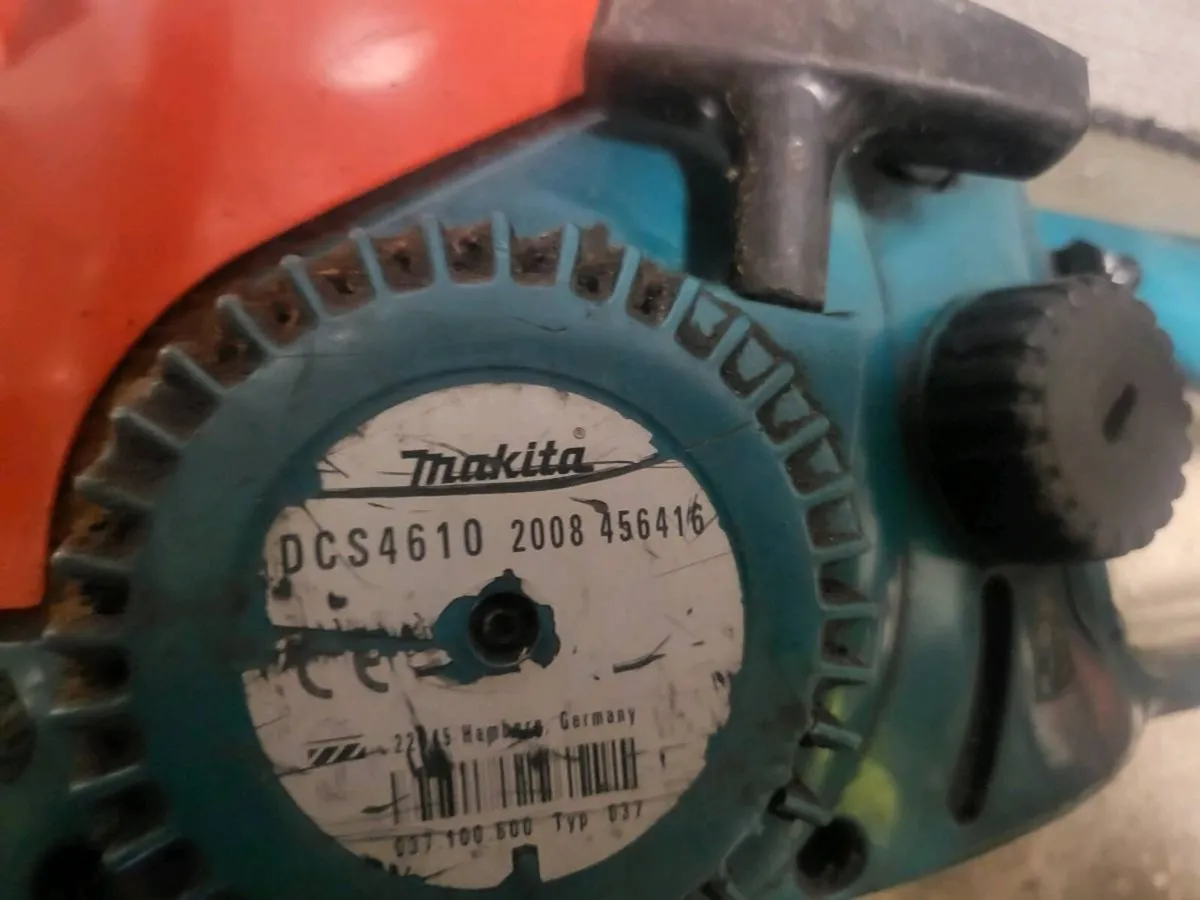 makita®
DCS4610 2008 456416
CE
Germany
037 100 600 Typ 037